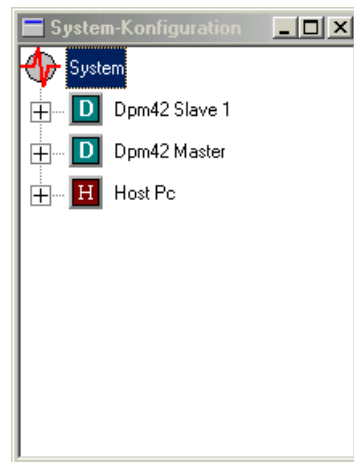 System-Konfiguration
System
D Dpm42 Slave 1
D Dpm42 Master
H Host Pc